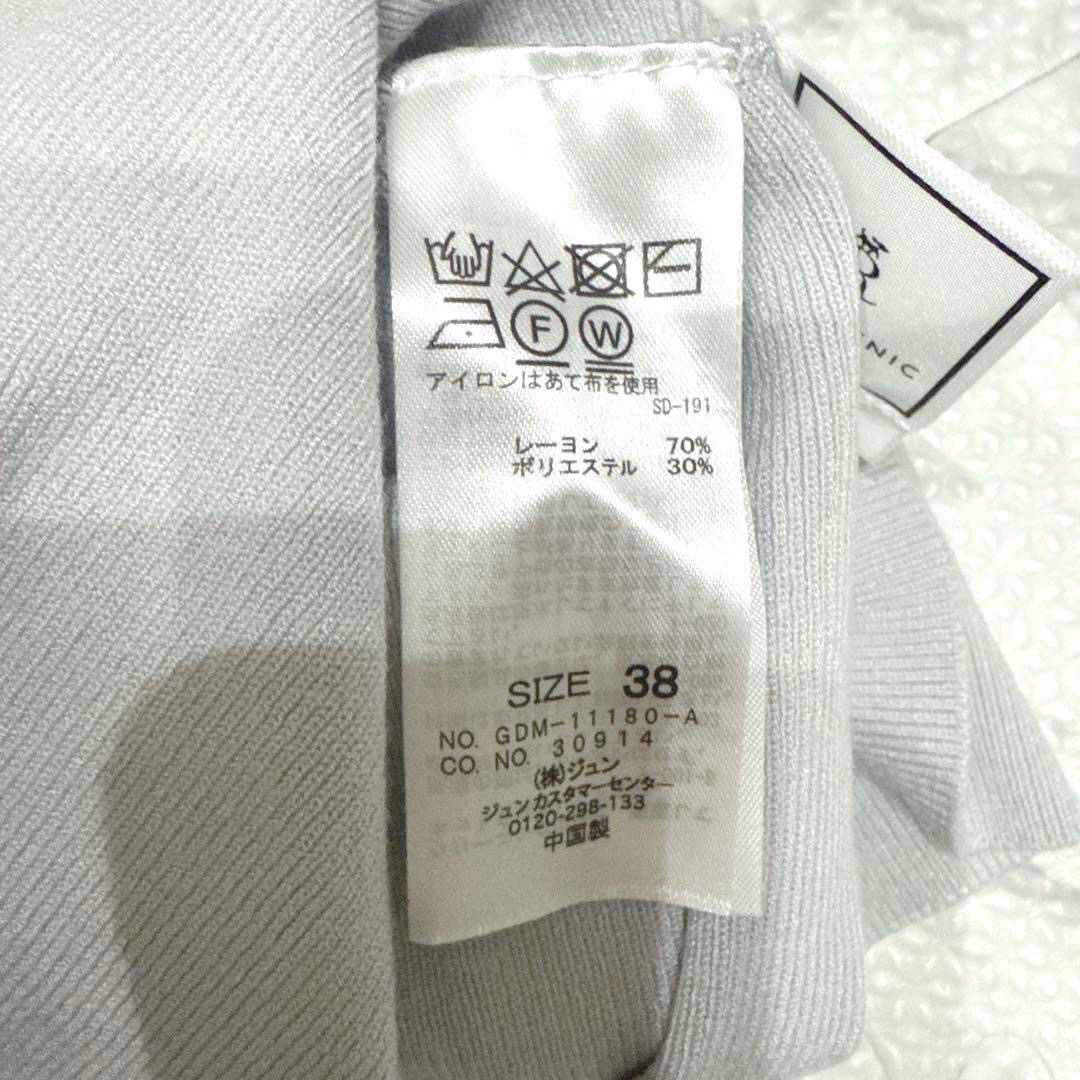 F W
アイロンはあて布を使用
SD-191
レーヨン 70%
ポリエステル 30%
SIZE 38
NO. GDM-11180-A
CO. NO. 30914
(株)ジュン
ジュンカスタマーセンター
0120-298-133
中国製
NIC